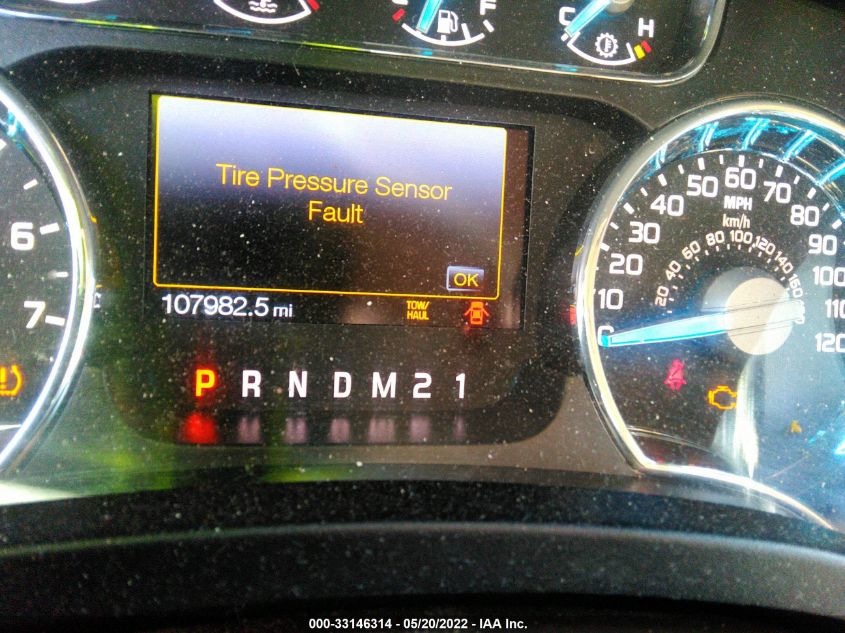 F
C
H
Tire Pressure Sensor
Fault
OK
107982.5 mi
TOW/
HAUL
P R N D M 2 1
6
7
0
10
20
30
40
50
60
70
80
90
100
110
120
MPH
km/h
20
40
60
80
100
120
140
160
000-33146314 - 05/20/2022 - IAA Inc.